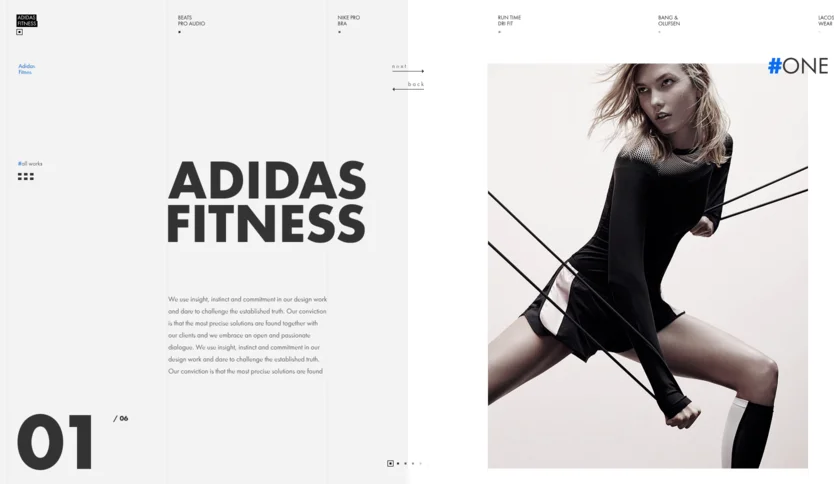 ADIDAS
FITNESS
BEATS
PRO AUDIO
NIKE PRO
BRA
RUN TIME
DRI FIT
BANG &
OLUFSEN
LACOS
WEAR
Adidas
Fitnes
next
back
#ONE
#all works
ADIDAS
FITNESS
We use insight, instinct and commitment in our design work
and dare to challenge the established truth. Our conviction
is that the most precise solutions are found together with
our clients and we embrace an open and passionate
dialogue. We use insight, instinct and commitment in our
design work and dare to challenge the established truth.
Our conviction is that the most precise solutions are found
01
/ 06